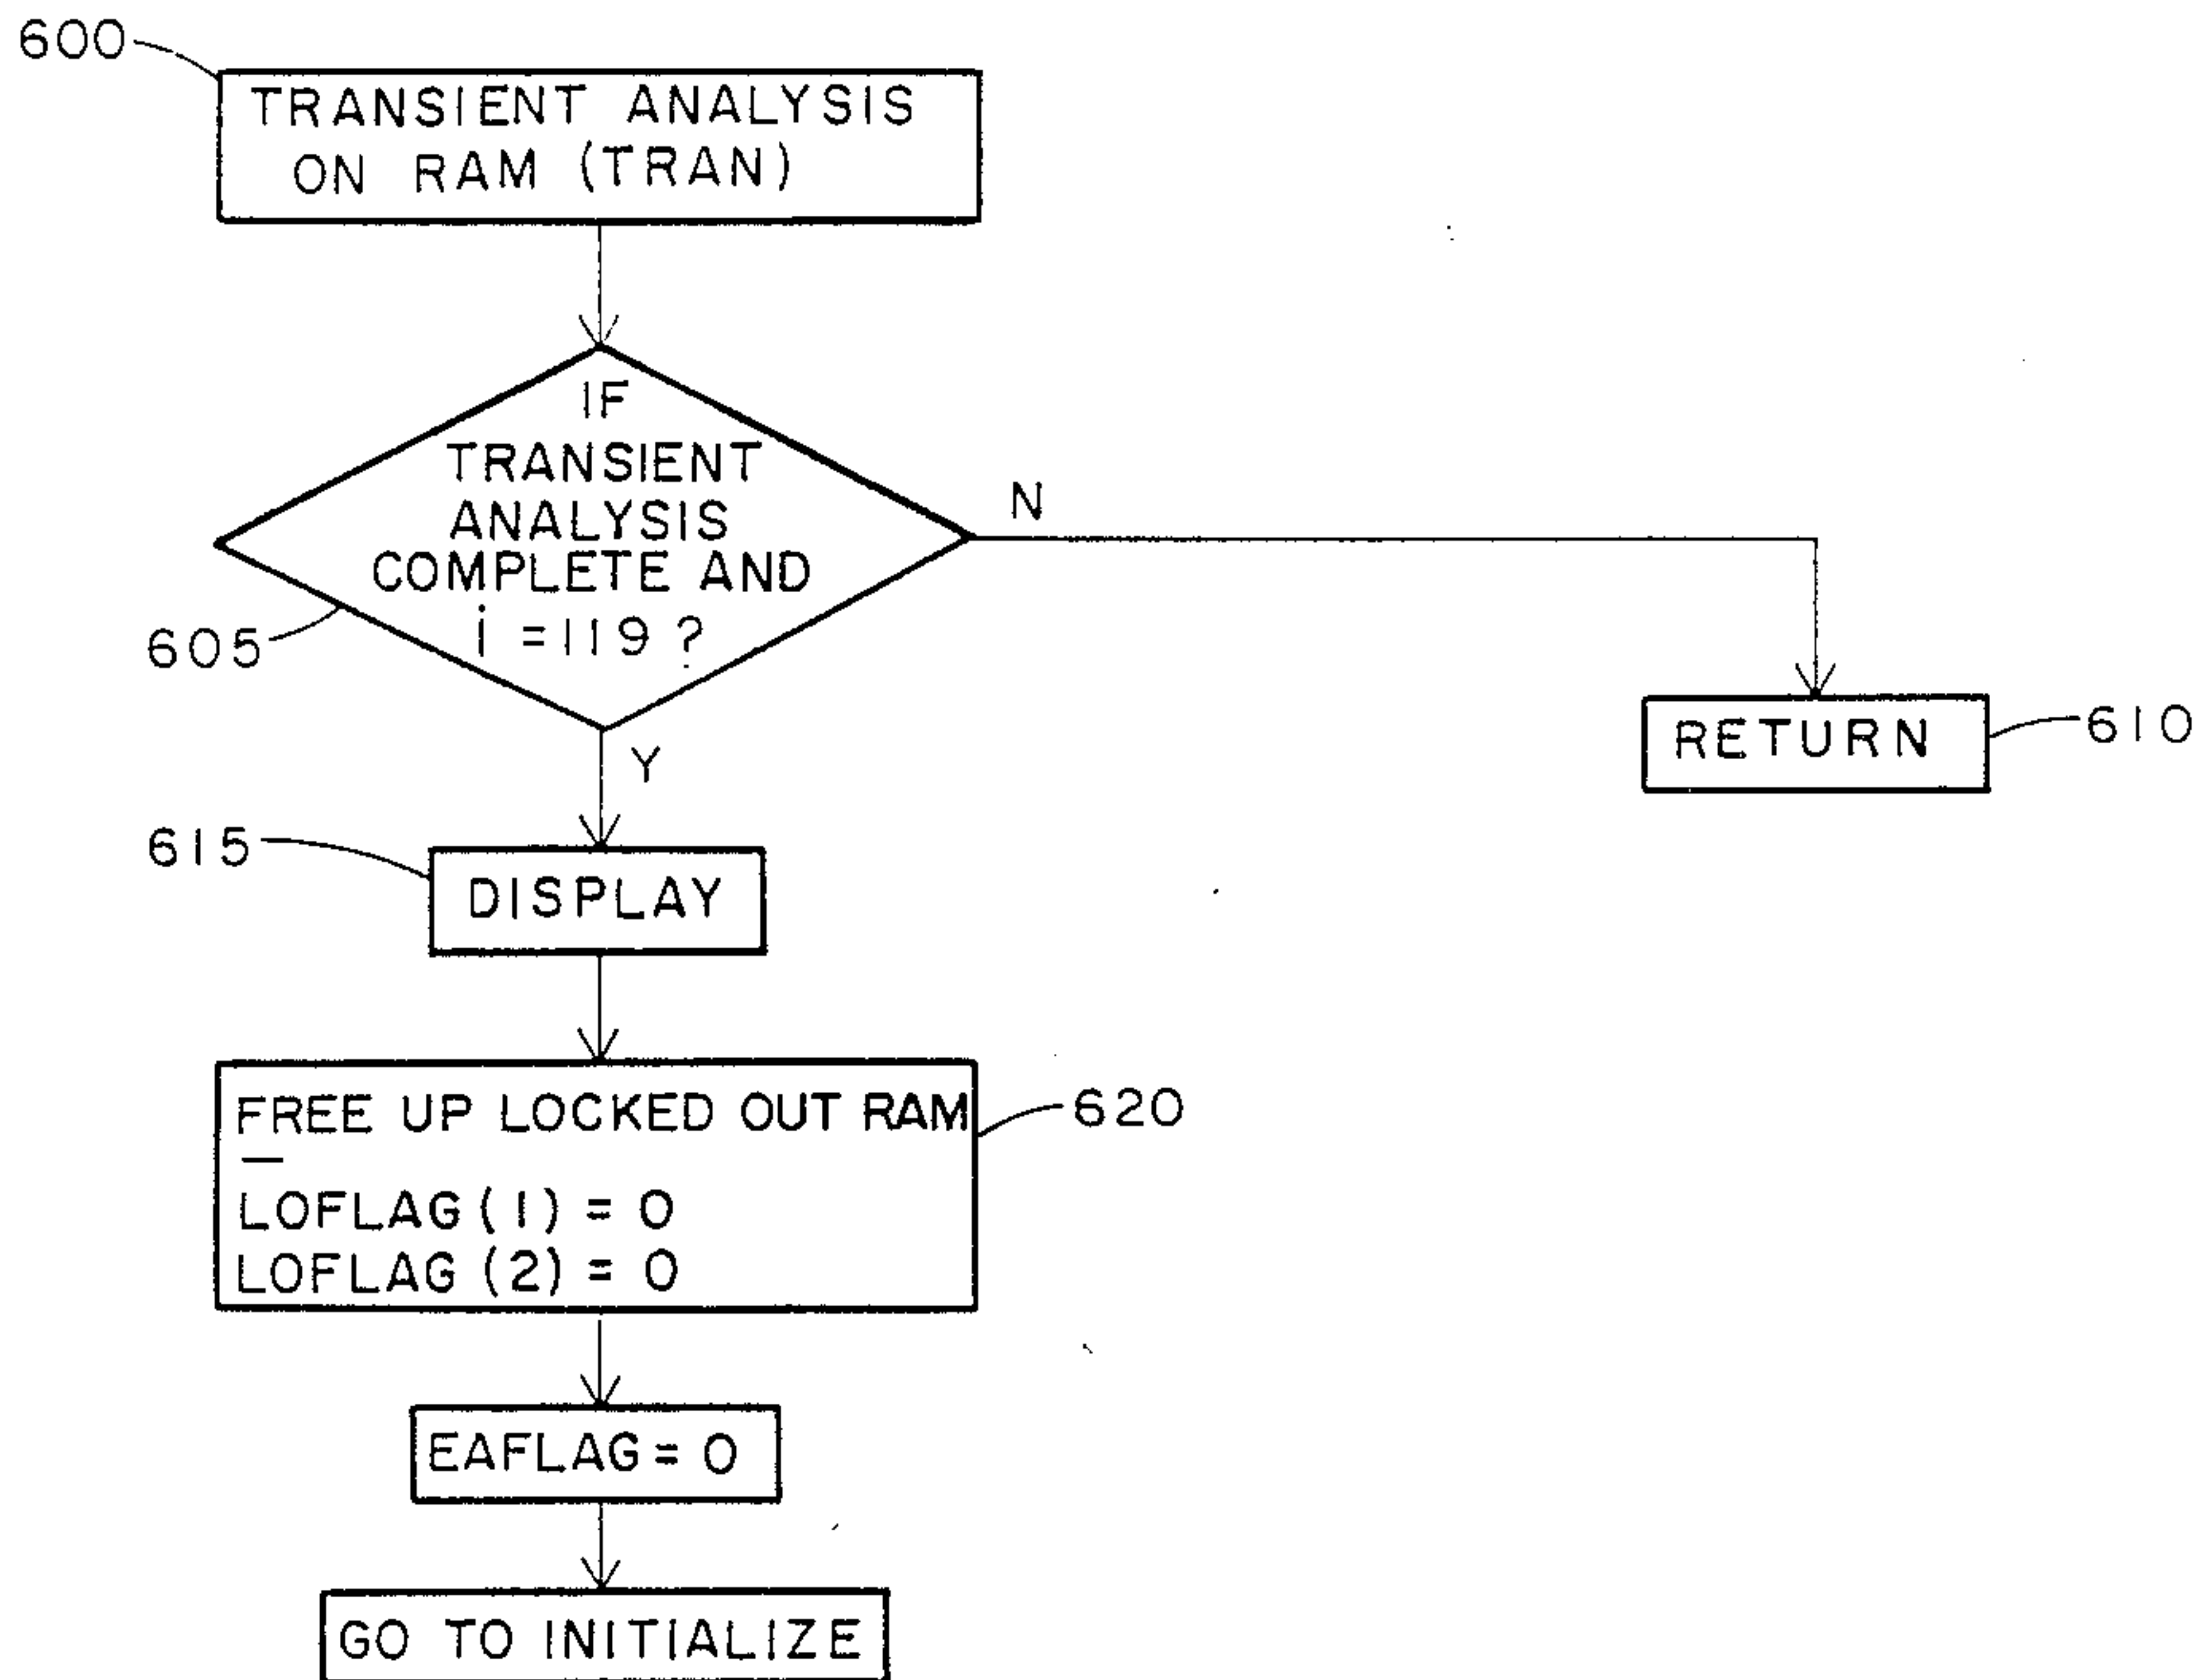 600
TRANSIENT ANALYSIS
ON RAM (TRAN)
IF
TRANSIENT
ANALYSIS
COMPLETE AND
i = 119 ?
N
605
RETURN
610
Y
615
DISPLAY
FREE UP LOCKED OUT RAM
620
LOFLAG (1) = 0
LOFLAG (2) = 0
EAFLAG = 0
GO TO INITIALIZE